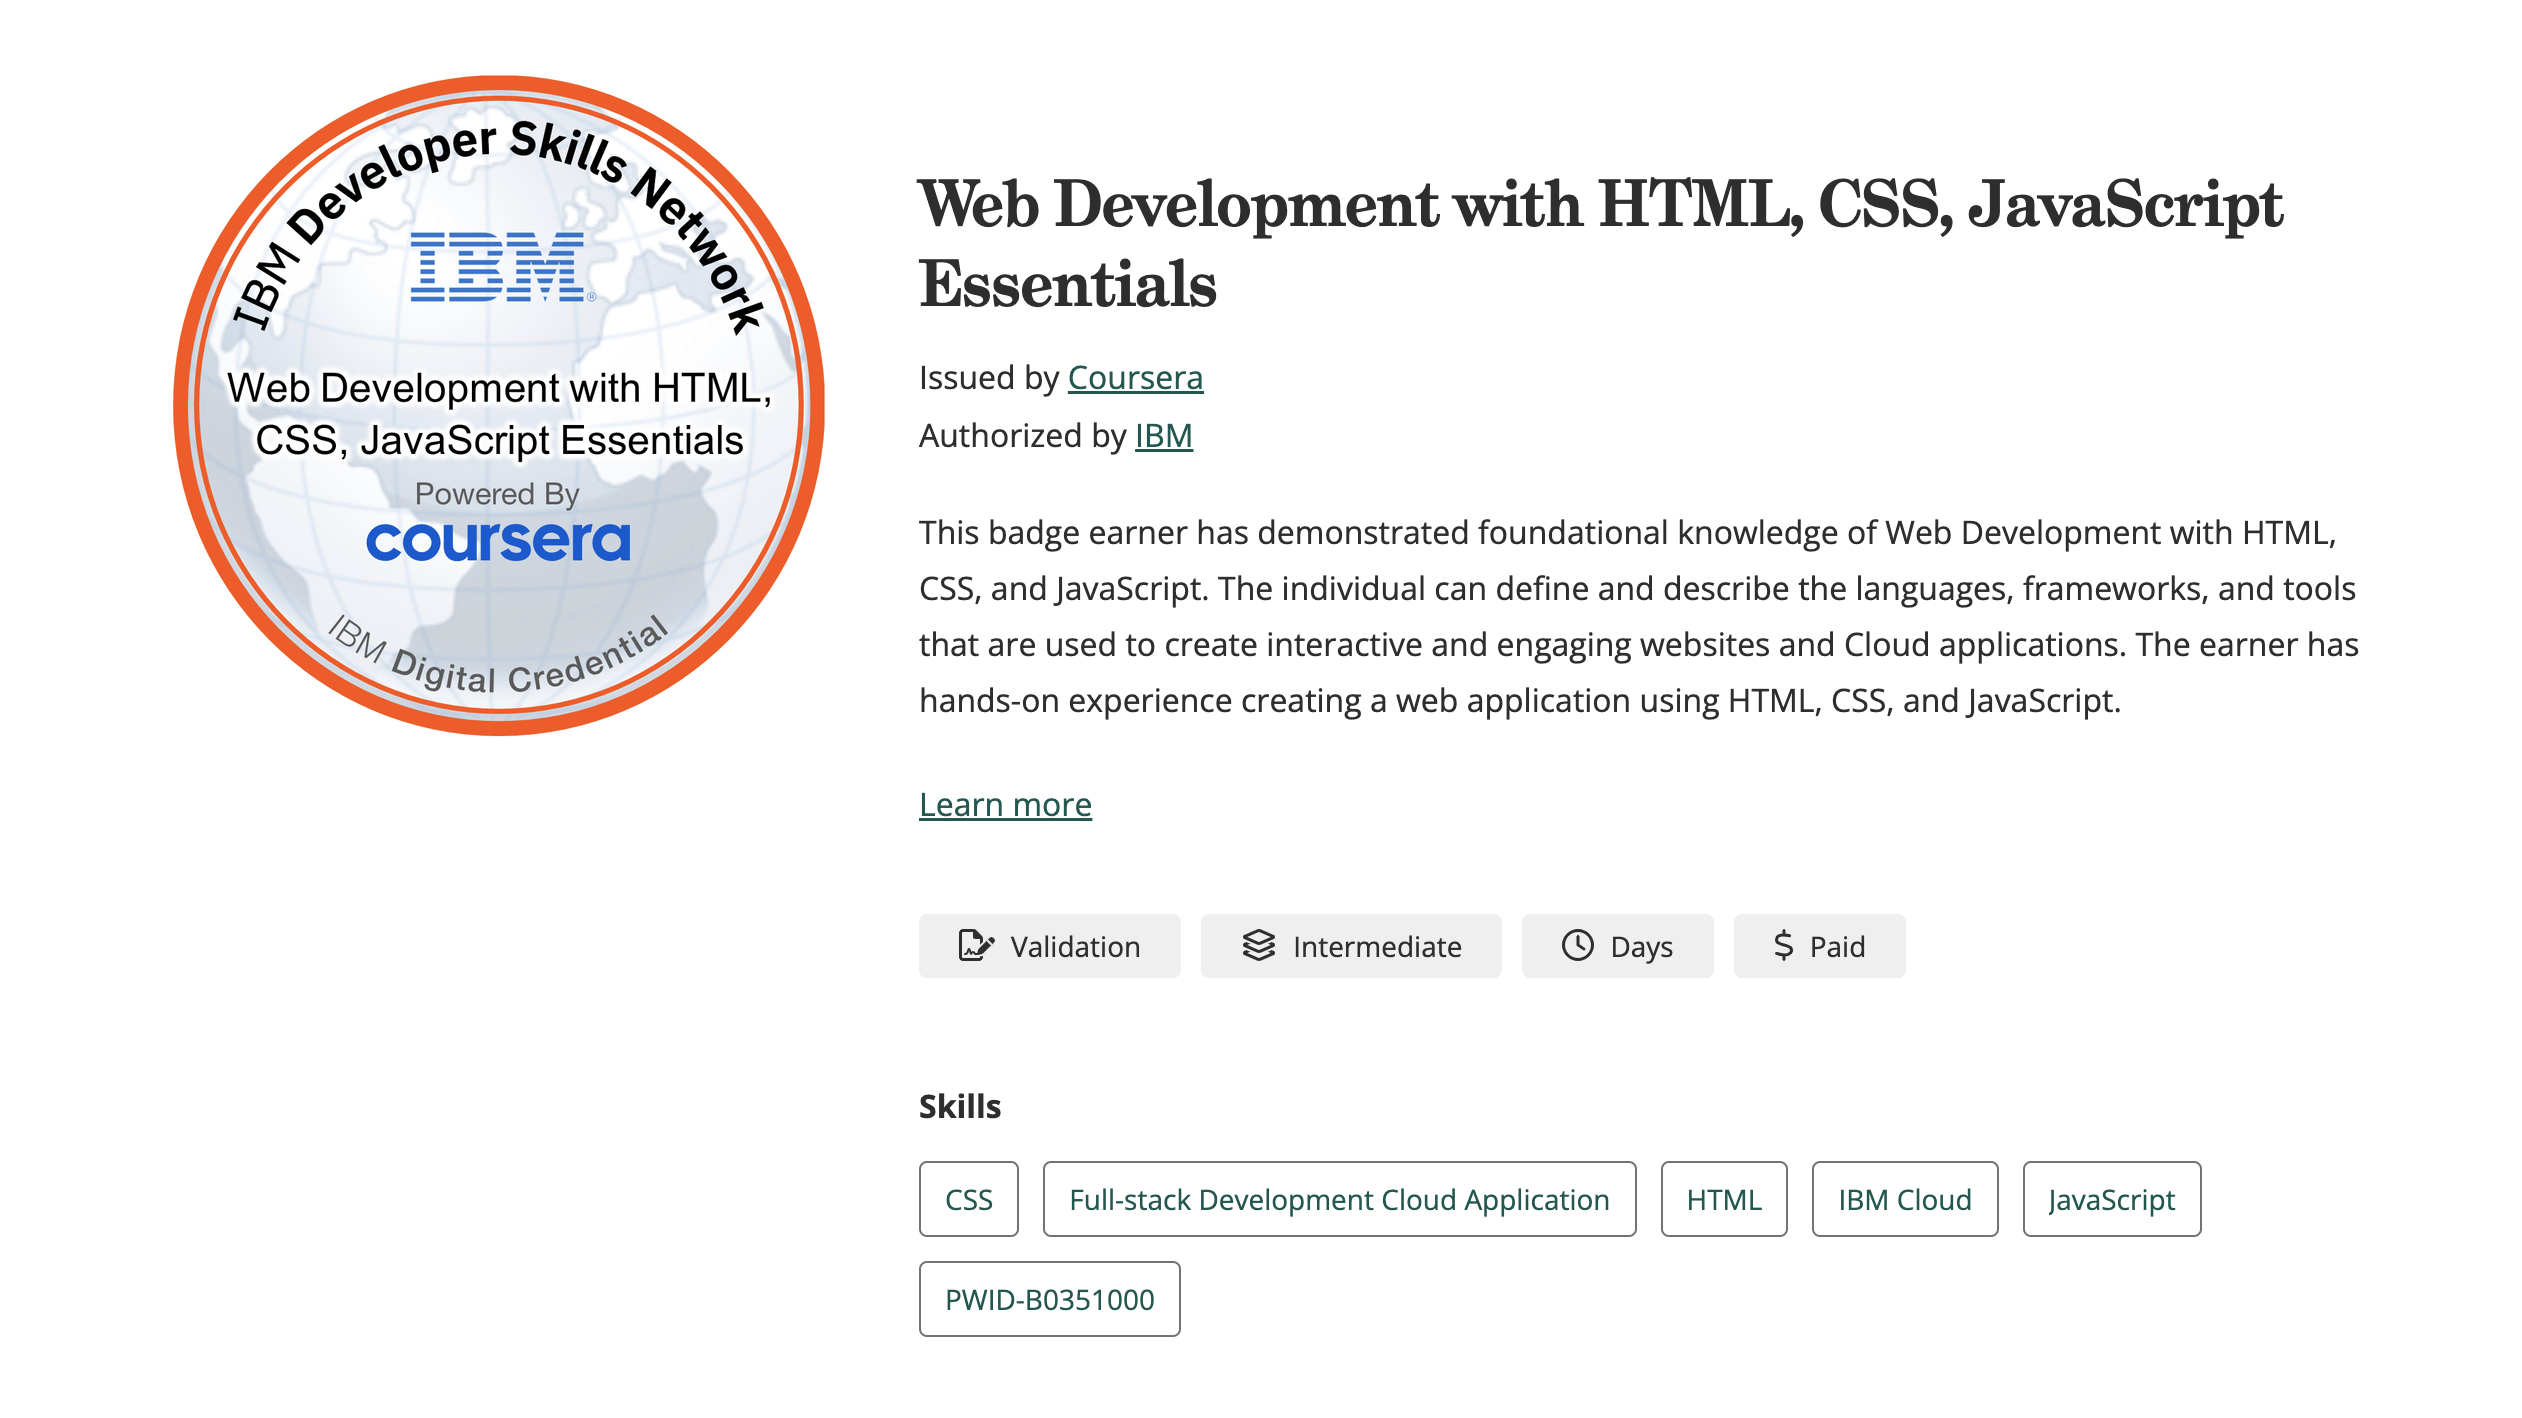 IBM Developer Skills Network
IBM®
Web Development with HTML,
CSS, JavaScript Essentials
Powered By
coursera
IBM Digital Credential
Web Development with HTML, CSS, JavaScript
Essentials
Issued by Coursera
Authorized by IBM
This badge earner has demonstrated foundational knowledge of Web Development with HTML,
CSS, and JavaScript. The individual can define and describe the languages, frameworks, and tools
that are used to create interactive and engaging websites and Cloud applications. The earner has
hands-on experience creating a web application using HTML, CSS, and JavaScript.
Learn more
Validation
Intermediate
Days
$ Paid
Skills
CSS
Full-stack Development Cloud Application
HTML
IBM Cloud
JavaScript
PWID-B0351000